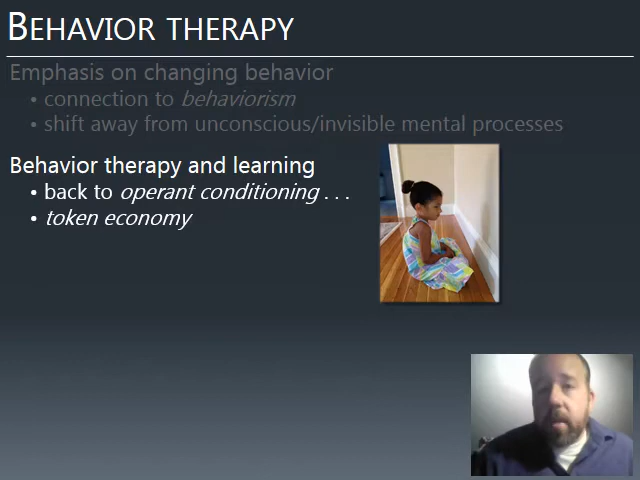 BEHAVIOR THERAPY
Emphasis on changing behavior
• connection to behaviorism
• shift away from unconscious/invisible mental processes
Behavior therapy and learning
• back to operant conditioning . . .
• token economy